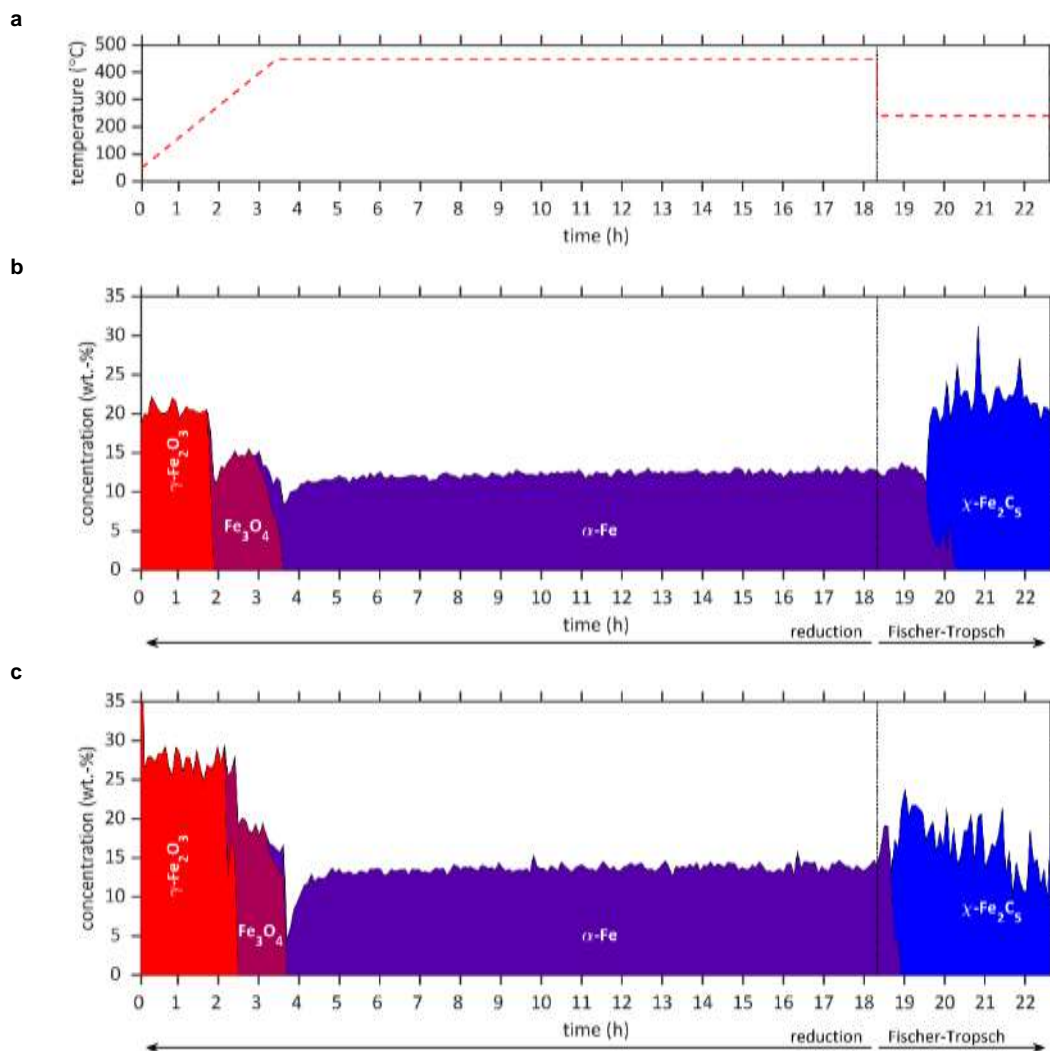 a
temperature (°C)
500
400
300
200
100
0
0 1 2 3 4 5 6 7 8 9 10 11 12 13 14 15 16 17 18 19 20 21 22
time (h)
b
concentration (wt.-%)
35
30
25
20
15
10
5
0
γ-Fe2O3
Fe3O4
α-Fe
χ-Fe2C5
0 1 2 3 4 5 6 7 8 9 10 11 12 13 14 15 16 17 18 19 20 21 22
time (h)
reduction Fischer-Tropsch
c
concentration (wt.-%)
35
30
25
20
15
10
5
0
γ-Fe2O3
Fe3O4
α-Fe
χ-Fe2C5
0 1 2 3 4 5 6 7 8 9 10 11 12 13 14 15 16 17 18 19 20 21 22
time (h)
reduction Fischer-Tropsch